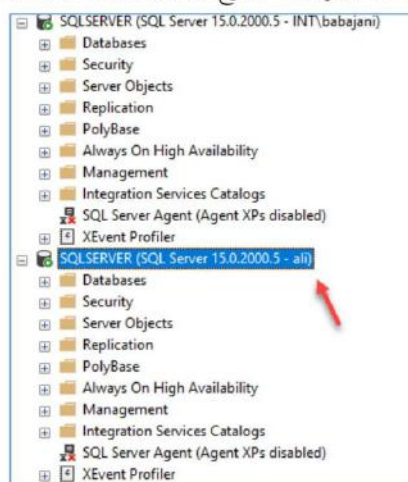 SQLSERVER (SQL Server 15.0.2000.5 - INT\babajani)
Databases
Security
Server Objects
Replication
PolyBase
Always On High Availability
Management
Integration Services Catalogs
SQL Server Agent (Agent XPs disabled)
XEvent Profiler
SQLSERVER (SQL Server 15.0.2000.5 - ali)
Databases
Security
Server Objects
Replication
PolyBase
Always On High Availability
Management
Integration Services Catalogs
SQL Server Agent (Agent XPs disabled)
XEvent Profiler